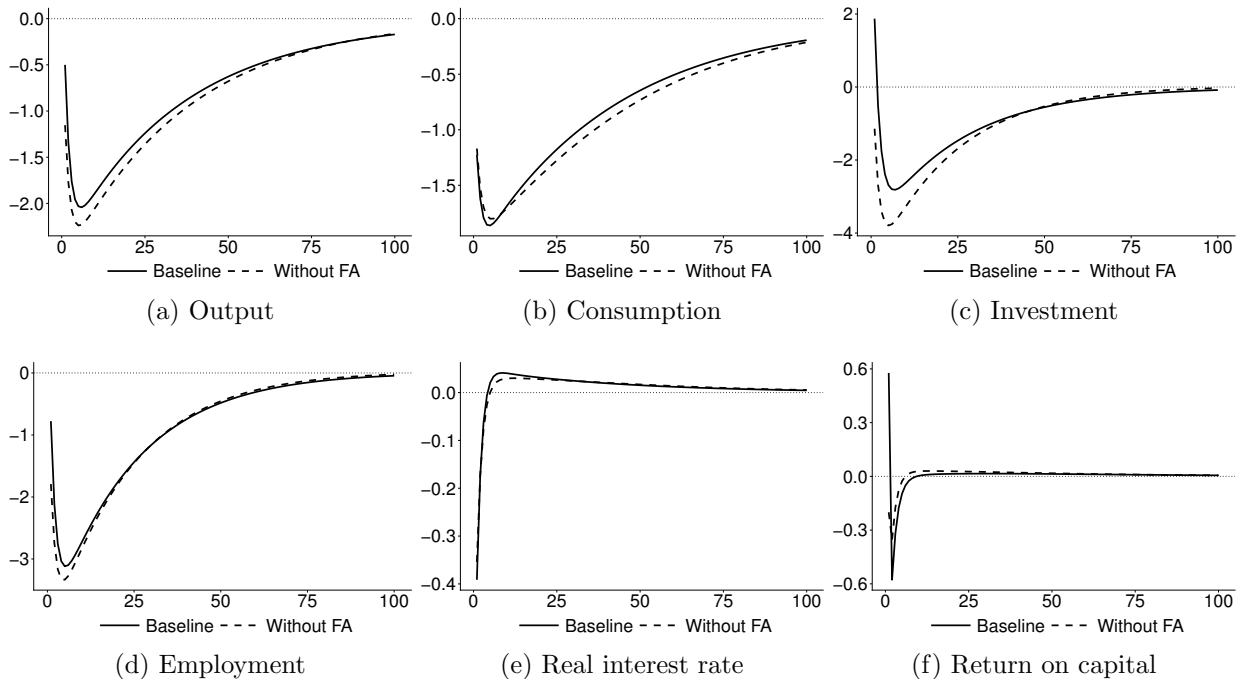 0.0
−0.5
−1.0
−1.5
−2.0
0 25 50 75 100
Baseline Without FA
(a) Output
0.0
−0.5
−1.0
−1.5
0 25 50 75 100
Baseline Without FA
(b) Consumption
2
0
−2
−4
0 25 50 75 100
Baseline Without FA
(c) Investment
0
−1
−2
−3
0 25 50 75 100
Baseline Without FA
(d) Employment
0.0
−0.1
−0.2
−0.3
−0.4
0 25 50 75 100
Baseline Without FA
(e) Real interest rate
0.6
0.3
0.0
−0.3
−0.6
0 25 50 75 100
Baseline Without FA
(f) Return on capital